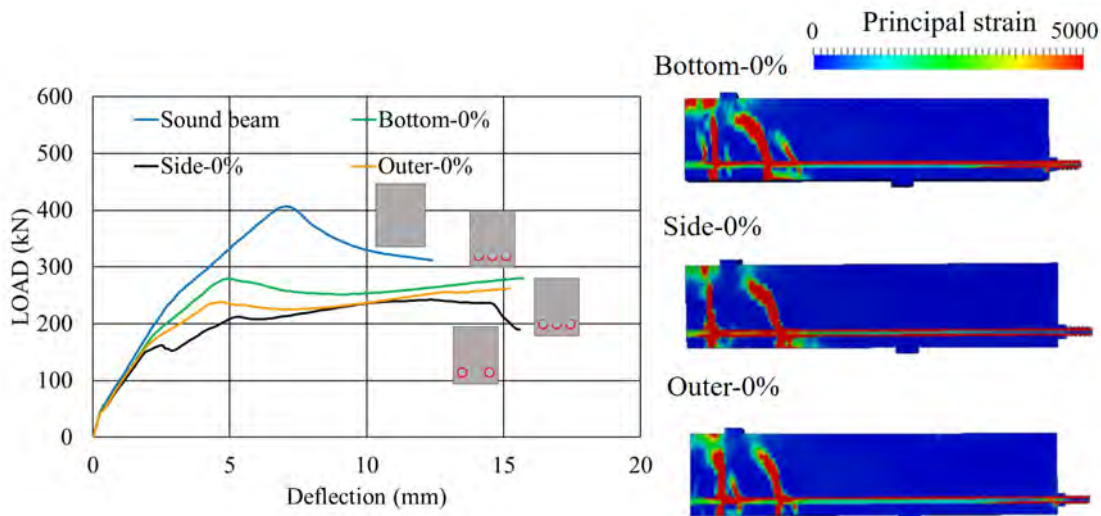 0 Principal strain 5000
Bottom-0%
600
500
400
300
200
100
0
LOAD (kN)
Sound beam
Bottom-0%
Side-0%
Outer-0%
0 5 10 15 20
Deflection (mm)
Side-0%
Outer-0%